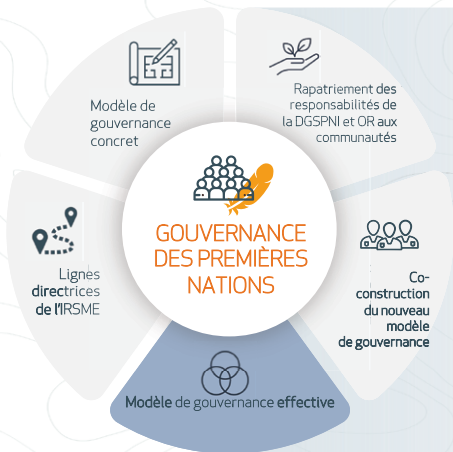 Modèle de
gouvernance
concret
Rapatriement des
responsabilités de
la DGSPNI et OR aux
communautés
GOUVERNANCE
DES PREMIÈRES
NATIONS
Lignes
directrices
de l'IRSME
Co-
construction
du nouveau
modèle
de gouvernance
Modèle de gouvernance effective